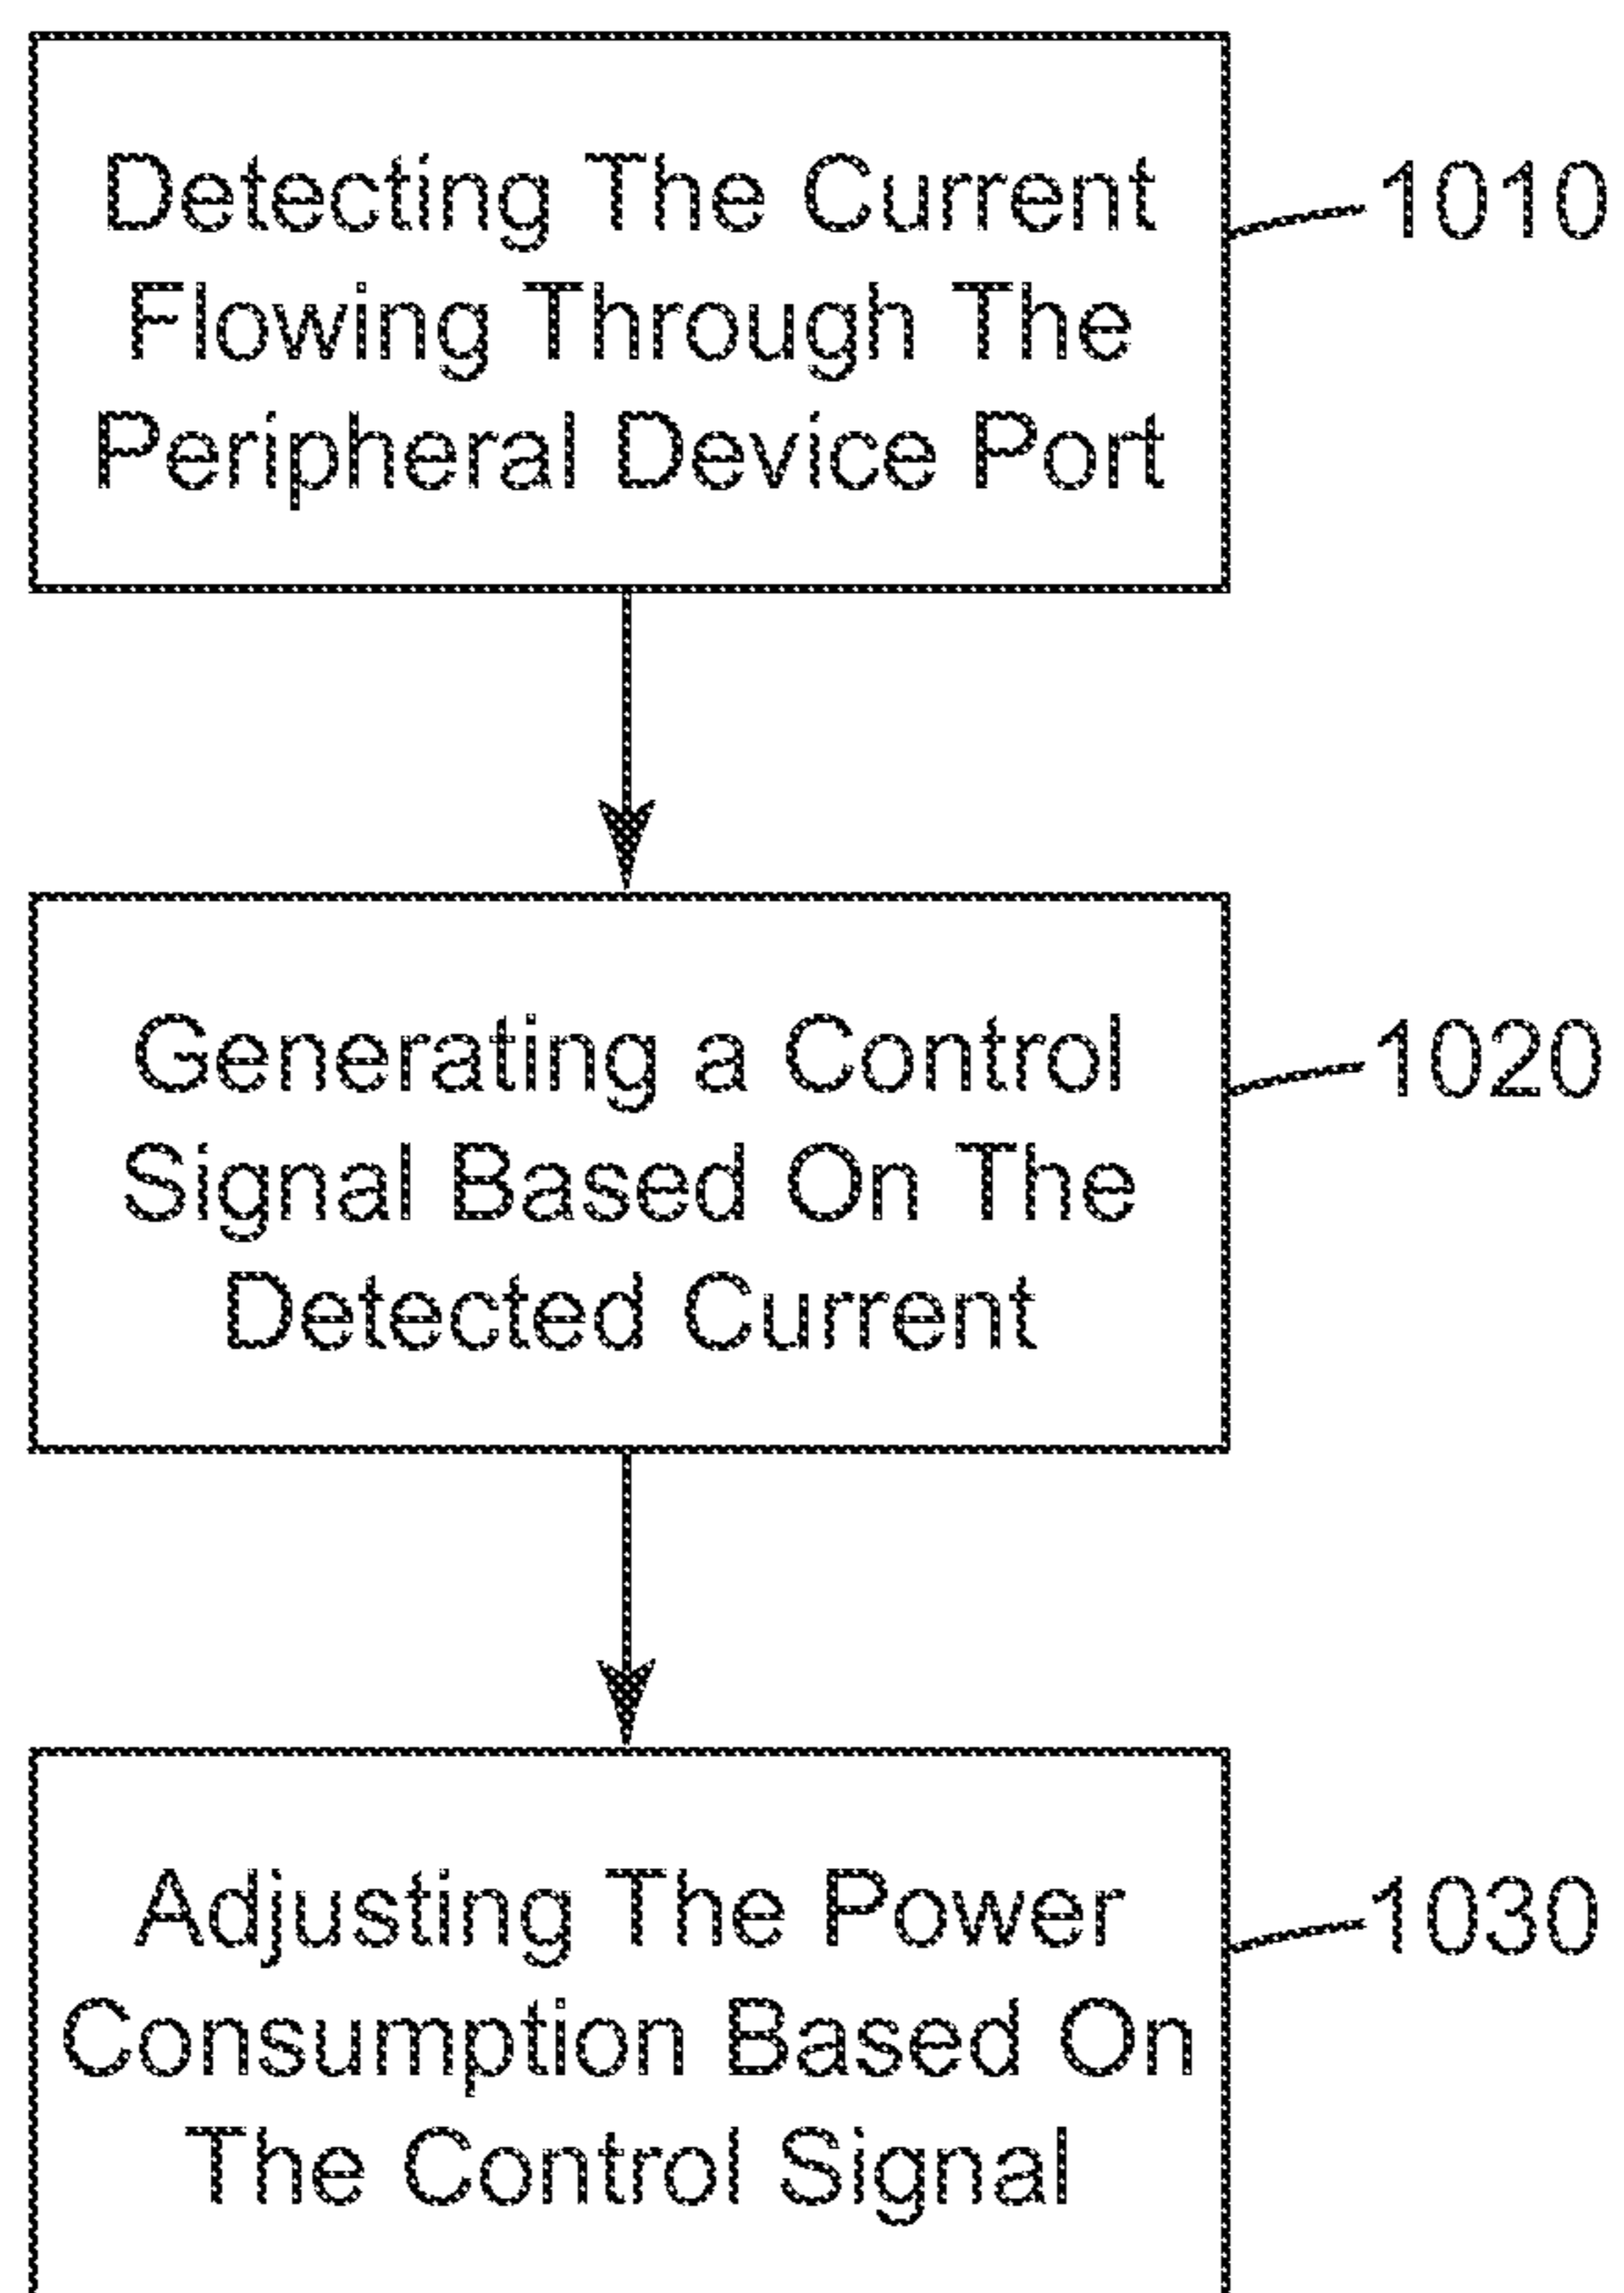 Detecting The Current
Flowing Through The
Peripheral Device Port
1010
Generating a Control
Signal Based On The
Detected Current
1020
Adjusting The Power
Consumption Based On
The Control Signal
1030